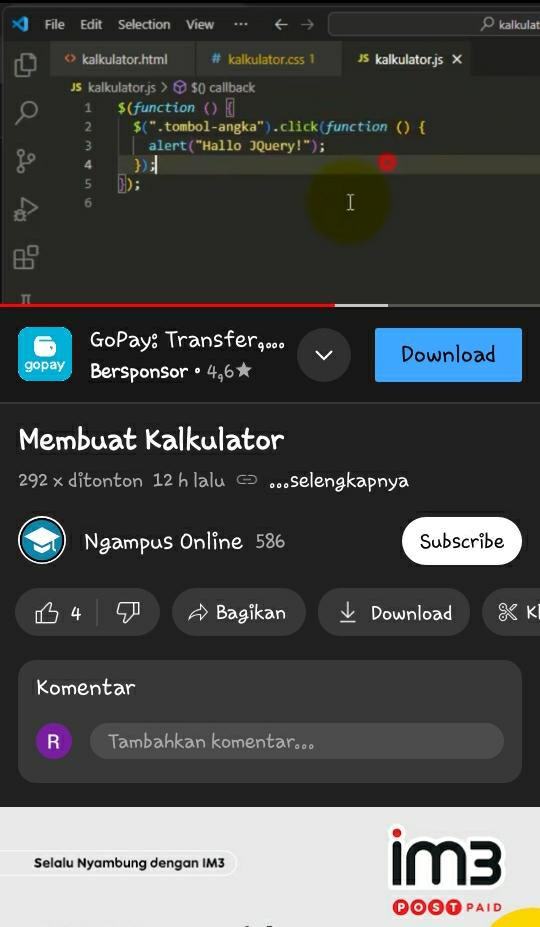 File Edit Selection View ... kalkulat
kalkulator.html # kalkulator.css 1 JS kalkulator.js
JS kalkulator.js > $() callback
1 $(function () {
2 $(".tombol-angka").click(function () {
3 alert("Hallo JQuery!");
4 });
5 });
6
GoPay: Transfer,...
Bersponsor • 4,6★
gopay
Download
Membuat Kalkulator
292 x ditonton 12 h lalu ...selengkapnya
Ngampus Online 586 Subscribe
4 Bagikan Download Kl
Komentar
R Tambahkan komentar...
Selalu Nyambung dengan IM3
im3
POSTPAID